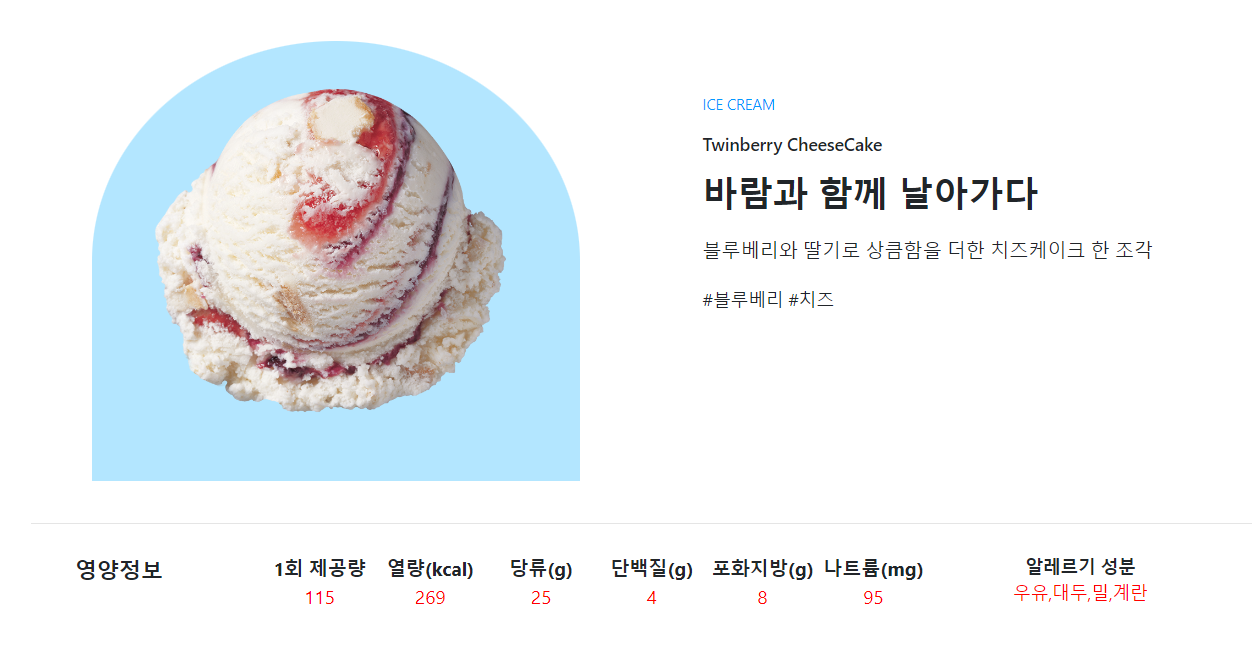 ICE CREAM
Twinberry CheeseCake
바람과 함께 날아가다
블루베리와 딸기로 상큼함을 더한 치즈케이크 한 조각
#블루베리 #치즈
영양정보
1회 제공량 열량(kcal) 당류(g) 단백질(g) 포화지방(g) 나트륨(mg) 알레르기 성분
115 269 25 4 8 95 우유,대두,밀,계란